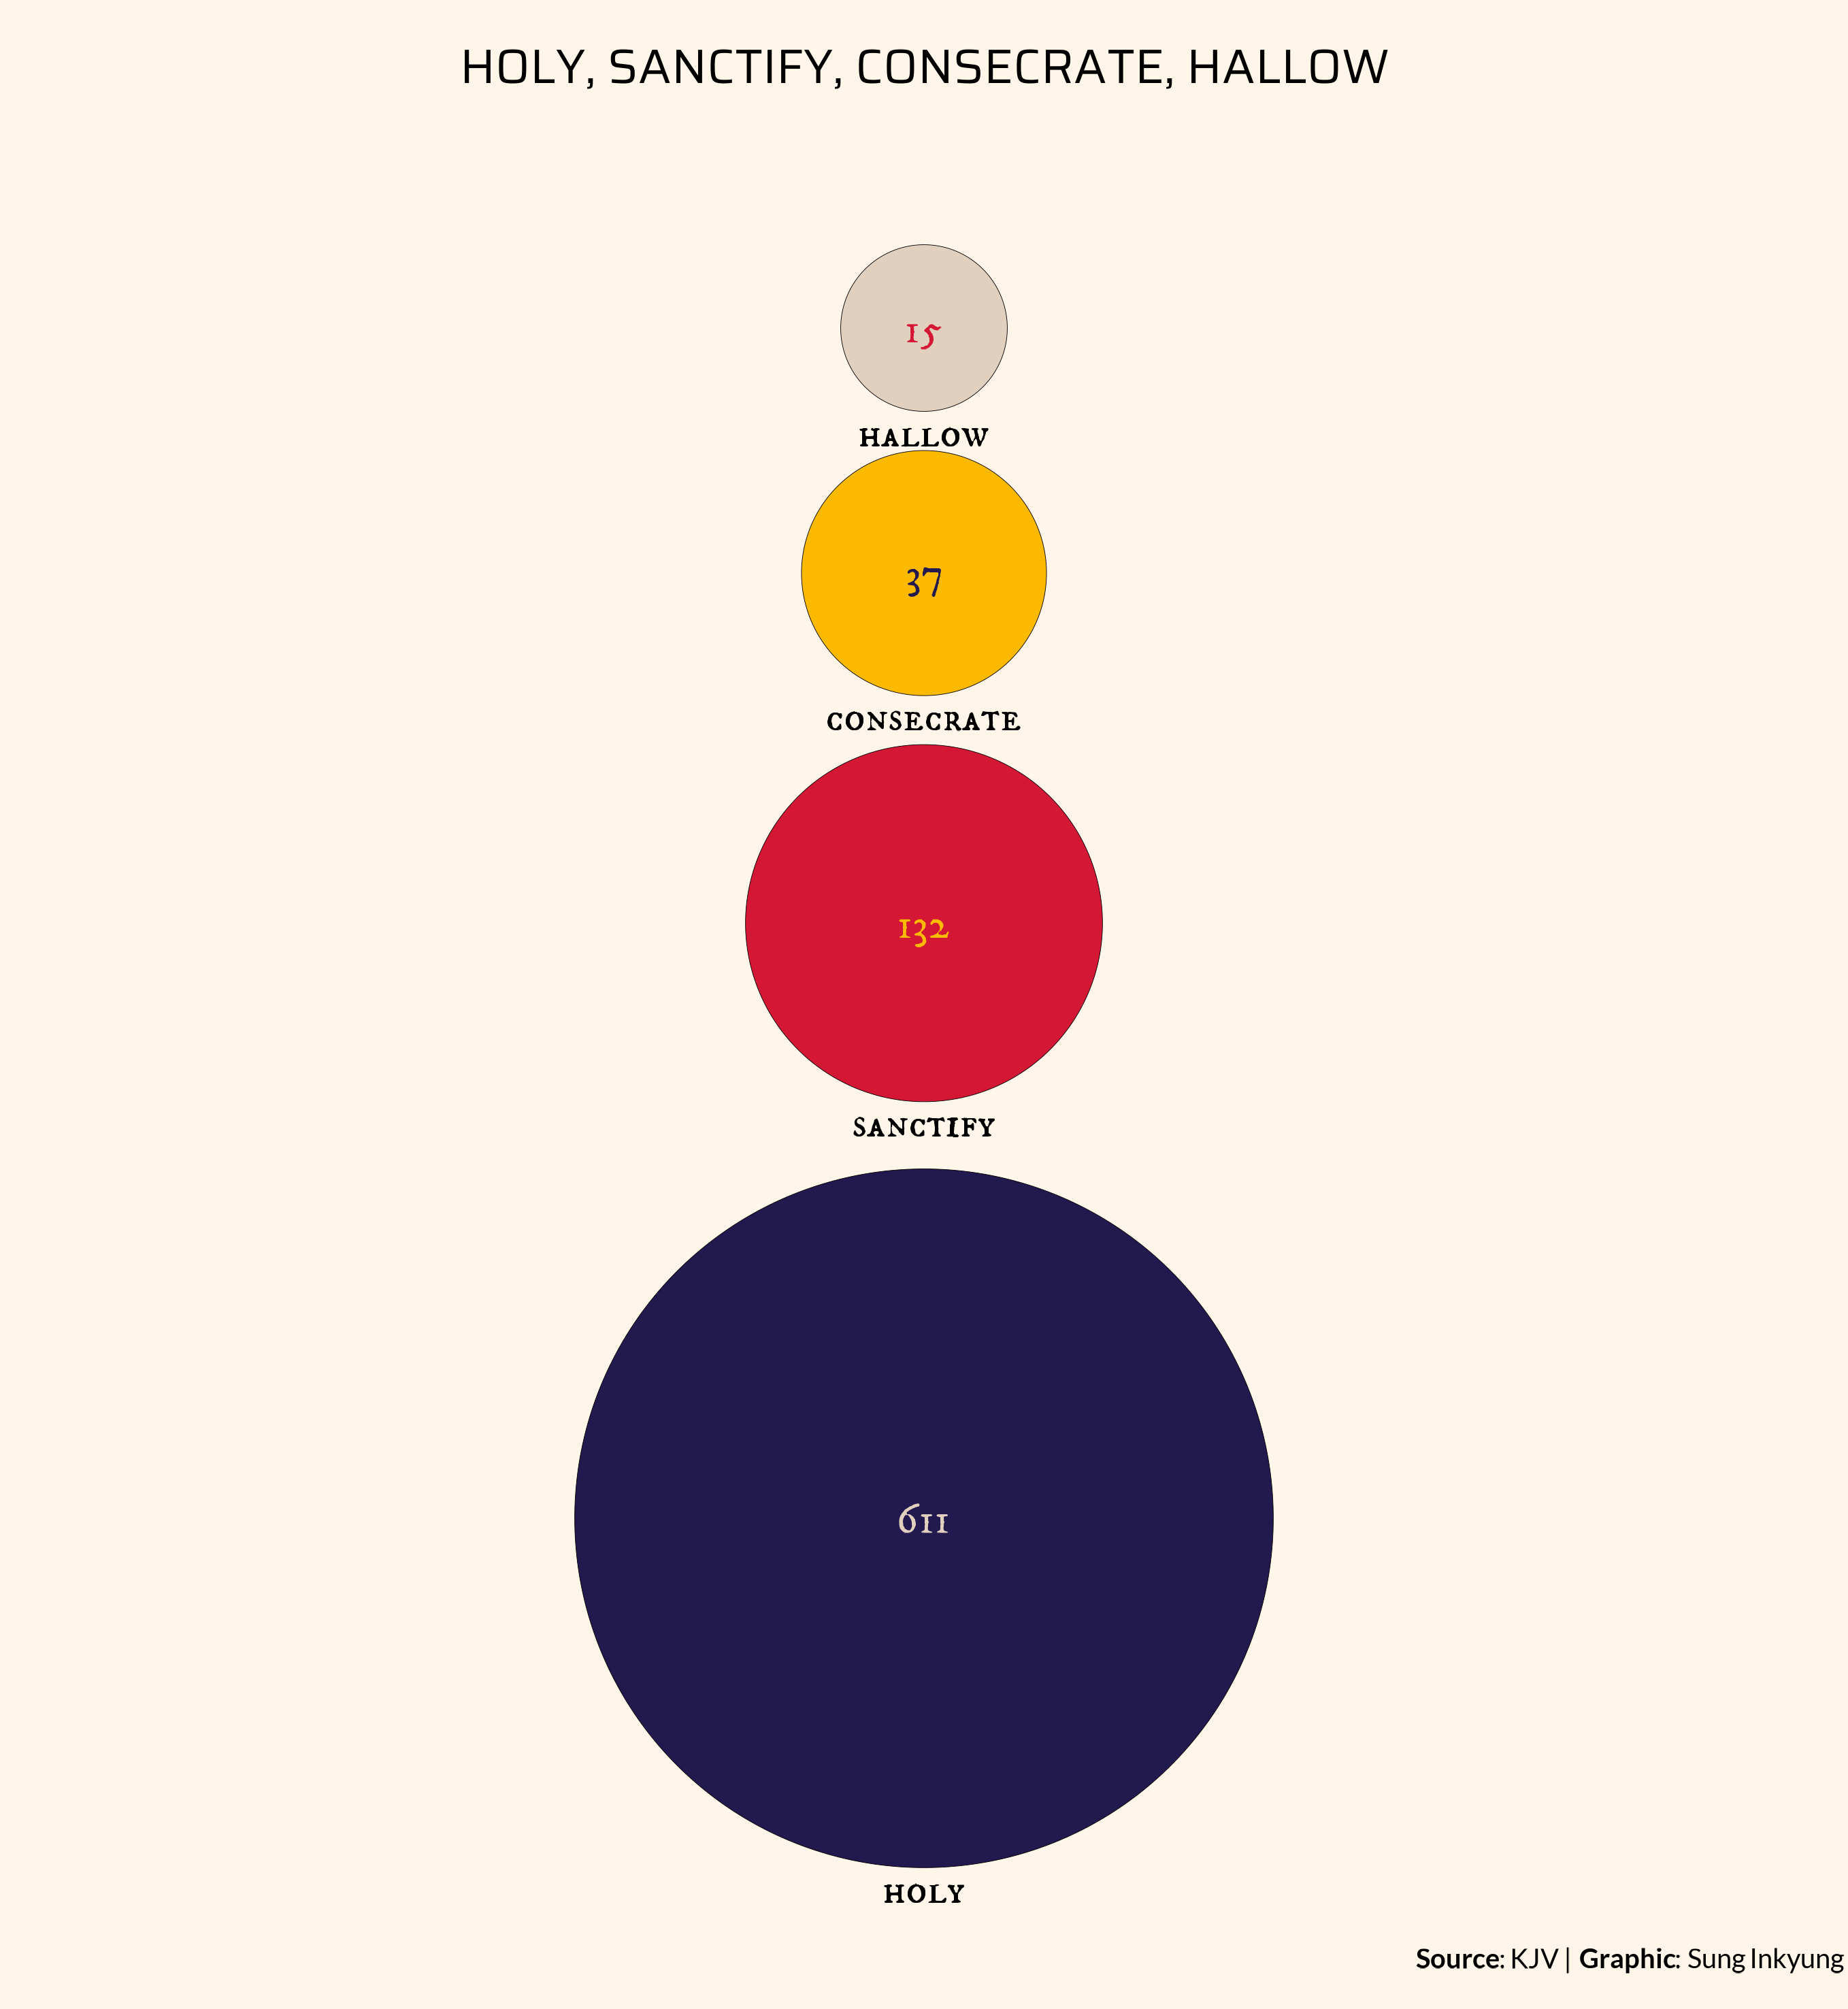 HOLY, SANCTIFY, CONSECRATE, HALLOW
15
HALLOW
37
CONSECRATE
132
SANCTIFY
611
HOLY
Source: KJV | Graphic: Sung Inkyung